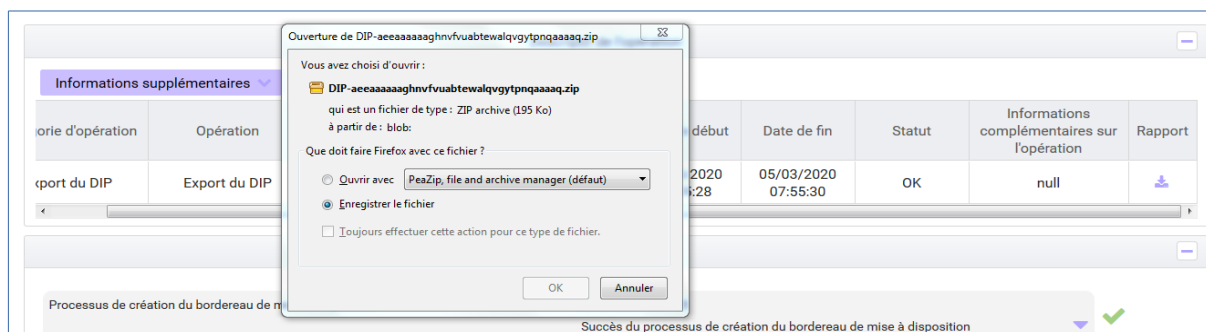 Ouverture de DIP-aeeaaaaaaghnvfvuabtewalqvgytpnqaaaaq.zip
Vous avez choisi d'ouvrir :
DIP-aeeaaaaaaghnvfvuabtewalqvgytpnqaaaaq.zip
qui est un fichier de type : ZIP archive (195 Ko)
à partir de : blob:
Que doit faire Firefox avec ce fichier ?
Ouvrir avec PeaZip, file and archive manager (défaut)
Enregistrer le fichier
Toujours effectuer cette action pour ce type de fichier.
OK Annuler
Informations supplémentaires
orie d'opération Opération début Date de fin Statut Informations complémentaires sur l'opération Rapport
xport du DIP Export du DIP 2020 5:28 05/03/2020 07:55:30 OK null
Processus de création du bordereau de m
Succès du processus de création du bordereau de mise à disposition